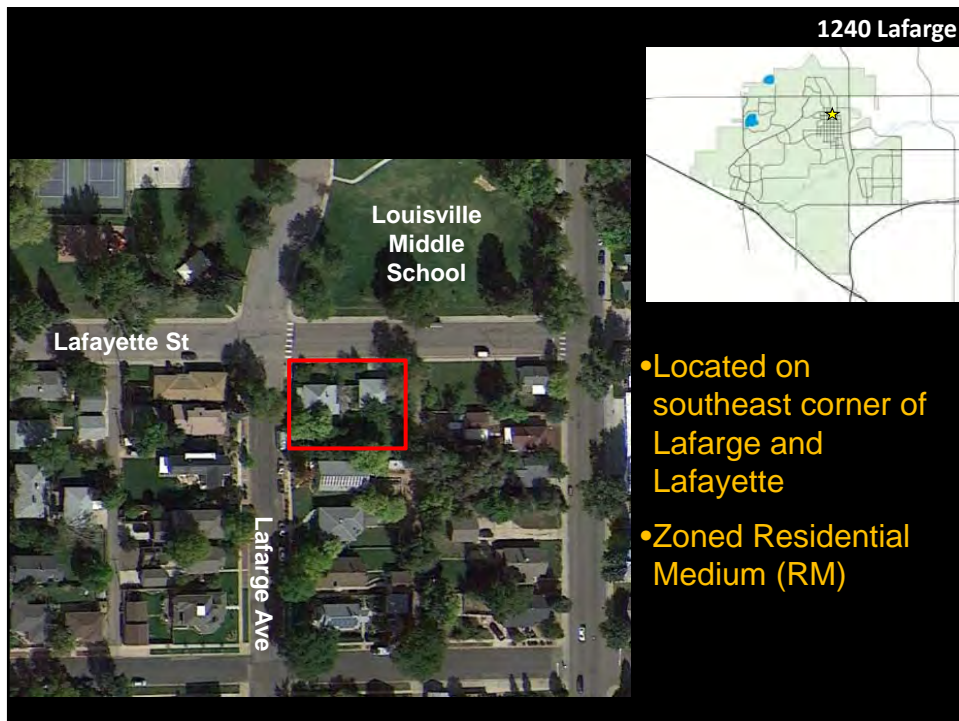 1240 Lafarge
Louisville
Middle
School
Lafayette St
Lafarge Ave
•Located on
southeast corner of
Lafarge and
Lafayette
•Zoned Residential
Medium (RM)